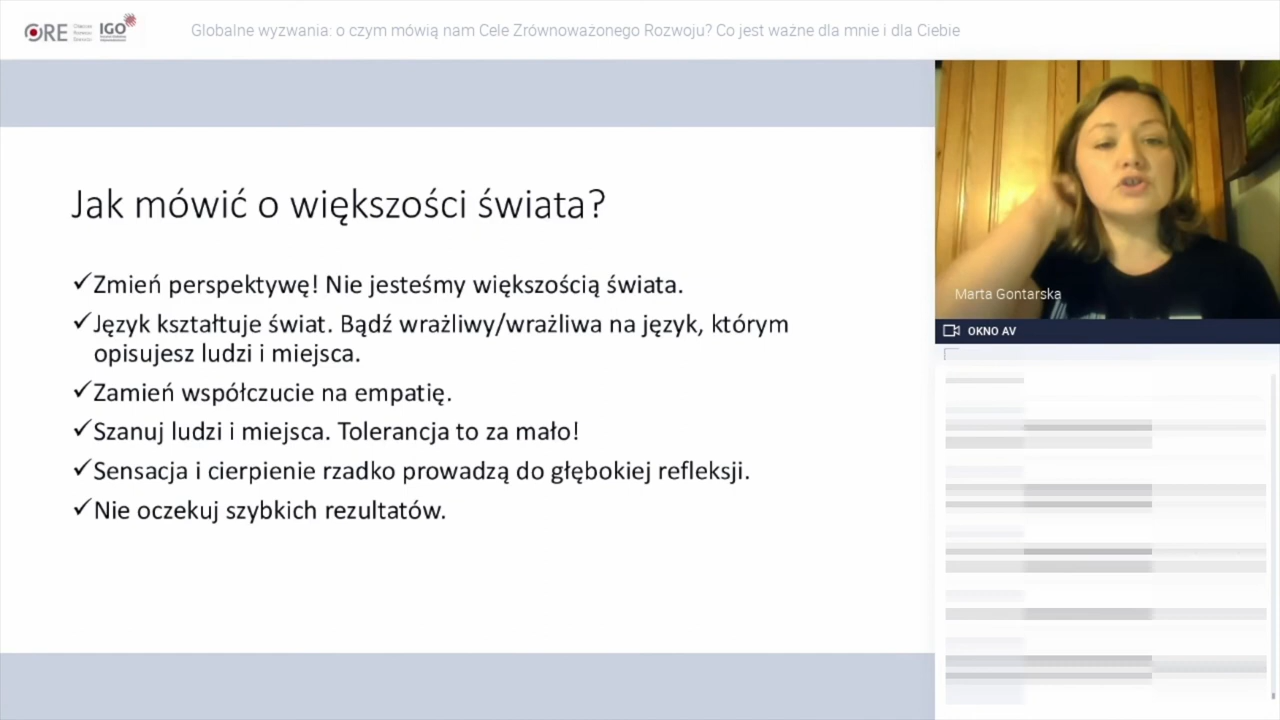 ORE
IGO
Globalne wyzwania: o czym mówią nam Cele Zrównoważonego Rozwoju? Co jest ważne dla mnie i dla Ciebie
Jak mówić o większości świata?
✓Zmień perspektywę! Nie jesteśmy większością świata.
✓Język kształtuje świat. Bądź wrażliwy/wrażliwa na język, którym
opisujesz ludzi i miejsca.
✓Zamień współczucie na empatię.
✓Szanuj ludzi i miejsca. Tolerancja to za mało!
✓Sensacja i cierpienie rzadko prowadzą do głębokiej refleksji.
✓Nie oczekuj szybkich rezultatów.
Marta Gontarska
OKNO AV